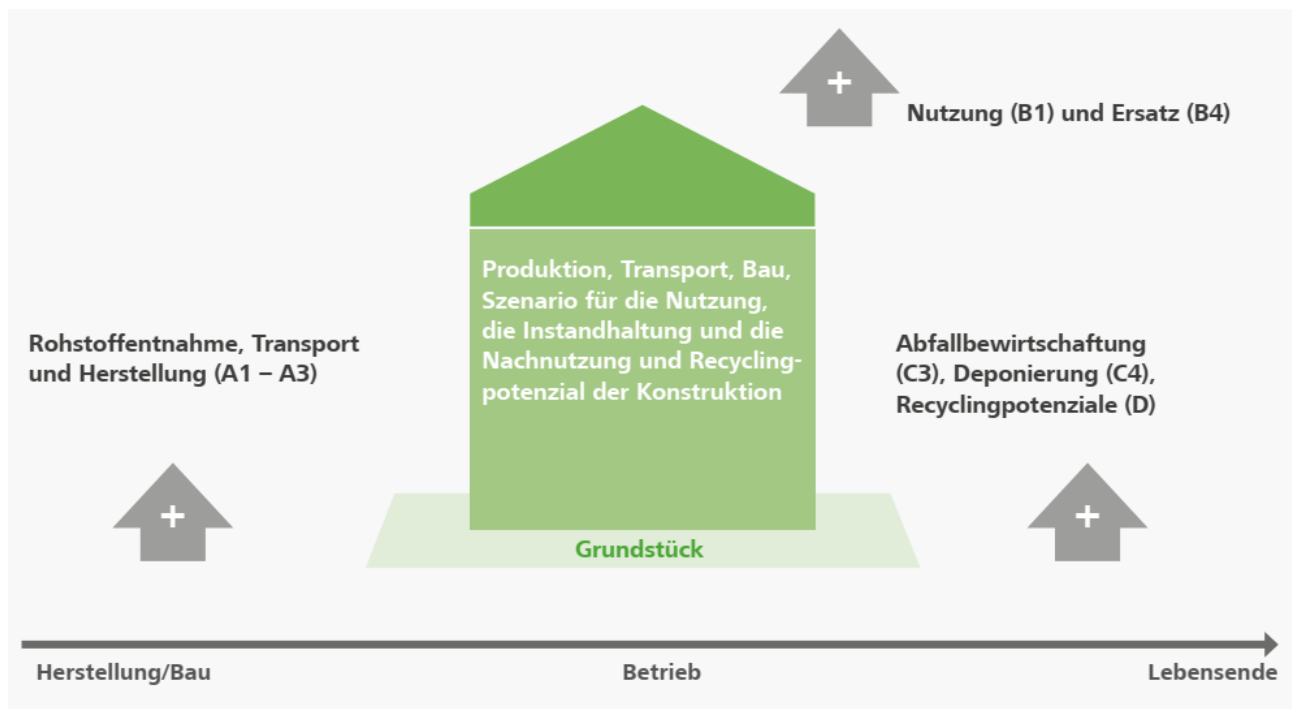 +
Nutzung (B1) und Ersatz (B4)
Produktion, Transport, Bau,
Szenario für die Nutzung,
die Instandhaltung und die
Nachnutzung und Recycling-
potenzial der Konstruktion
Rohstoffentnahme, Transport
und Herstellung (A1 – A3)
Abfallbewirtschaftung
(C3), Deponierung (C4),
Recyclingpotenziale (D)
+
+
Grundstück
Herstellung/Bau
Betrieb
Lebensende